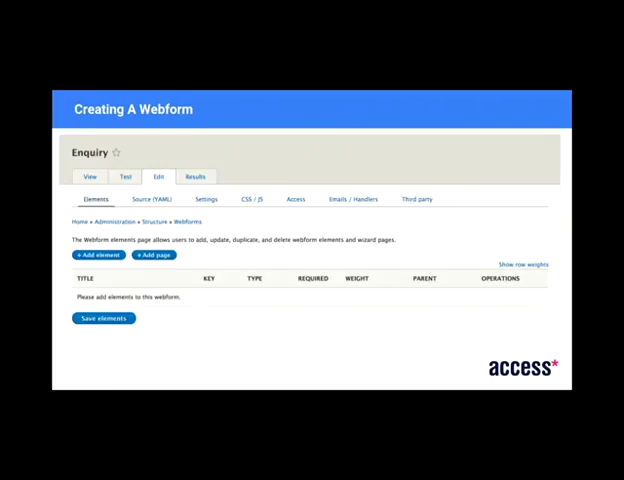 Creating A Webform
Enquiry
View Test Edit Results
Elements Source (YAML) Settings CSS / JS Access Emails / Handlers Third party
Home » Administration » Structure » Webforms
The Webform elements page allows users to add, update, duplicate, and delete webform elements and wizard pages.
+ Add element + Add page
Show row weights
TITLE KEY TYPE REQUIRED WEIGHT PARENT OPERATIONS
Please add elements to this webform.
Save elements
access*